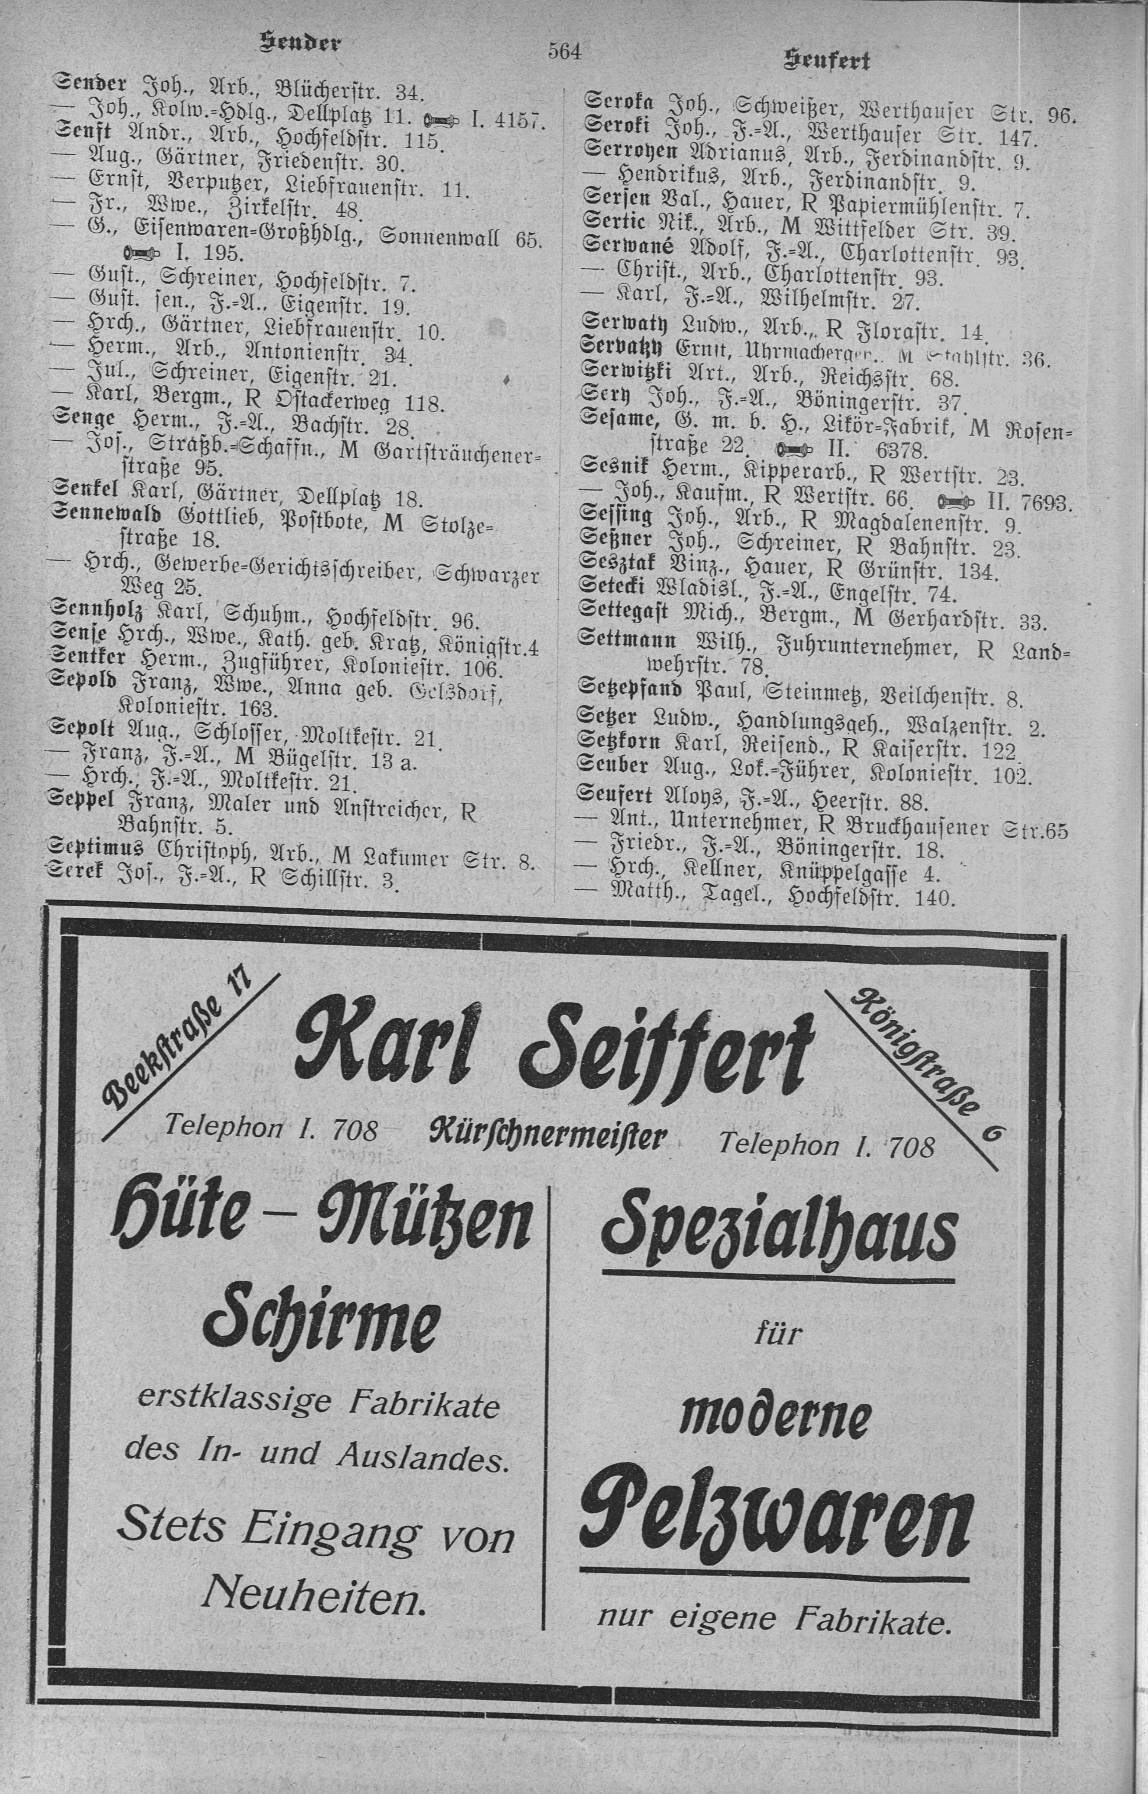 Sender
564
Seufert
Sender Joh., Arb., Blücherstr. 34.
— Joh., Kolw.-Hdlg., Dellplatz 11. I. 4157.
Senft Andr., Arb., Hochfeldstr. 115.
— Aug., Gärtner, Friedenstr. 30.
— Ernst, Verputzer, Liebfrauenstr. 11.
— Fr., Wwe., Zirkelstr. 48.
— G., Eisenwaren-Großhdlg., Sonnenwall 65.
I. 195.
— Gust., Schreiner, Hochfeldstr. 7.
— Gust. sen., F.-A., Eigenstr. 19.
— Hrch., Gärtner, Liebfrauenstr. 10.
— Herm., Arb., Antonienstr. 34.
— Jul., Schreiner, Eigenstr. 21.
— Karl, Bergm., R Ostackerweg 118.
Senge Herm., F.-A., Bachstr. 28.
— Jos., Straßb.-Schaffn., M Gartsträuchener-
straße 95.
Senkel Karl, Gärtner, Dellplatz 18.
Sennewald Gottlieb, Postbote, M Stolze-
straße 18.
— Hrch., Gewerbe-Gerichtsschreiber, Schwarzer
Weg 25.
Sennholz Karl, Schuhm., Hochfeldstr. 96.
Sense Hrch., Wwe., Kath. geb. Kratz, Königstr.4
Sentker Herm., Zugführer, Koloniestr. 106.
Sepold Franz, Wwe., Anna geb. Gelsdorf,
Koloniestr. 163.
Sepolt Aug., Schlosser, Moltkestr. 21.
— Franz, F.-A., M Bügelstr. 13 a.
— Hrch., F.-A., Moltkestr. 21.
Seppel Franz, Maler und Anstreicher, R
Bahnstr. 5.
Septimus Christoph, Arb., M Lakumer Str. 8.
Serek Jos., F.-A., R Schillstr. 3.
Seroka Joh., Schweißer, Werthauser Str. 96.
Seroki Joh., F.-A., Werthauser Str. 147.
Serroyen Adrianus, Arb., Ferdinandstr. 9.
— Hendrikus, Arb., Ferdinandstr. 9.
Sersen Val., Hauer, R Papiermühlenstr. 7.
Sertic Nik., Arb., M Wittfelder Str. 39.
Serwané Adolf, F.-A., Charlottenstr. 93.
— Christ., Arb., Charlottenstr. 93.
— Karl, F.-A., Wilhelmstr. 27.
Serwaty Ludw., Arb., R Florastr. 14.
Servatzy Ernst, Uhrmacherger., M Stahlstr. 36.
Serwitzki Art., Arb., Reichsstr. 68.
Sery Joh., F.-A., Böningerstr. 37.
Sesame, G. m. b. H., Likör-Fabrik, M Rosen-
straße 22. II. 6378.
Sesnik Herm., Kipperarb., R Wertstr. 23.
— Joh., Kaufm., R Wertstr. 66. II. 7693.
Sessing Joh., Arb., R Magdalenenstr. 9.
Seßner Joh., Schreiner, R Bahnstr. 23.
Sesztak Vinz., Hauer, R Grünstr. 134.
Setecki Wladisl., F.-A., Engelstr. 74.
Settegast Mich., Bergm., M Gerhardstr. 33.
Settmann Wilh., Fuhrunternehmer, R Land-
wehrstr. 78.
Setzepfand Paul, Steinmetz, Veilchenstr. 8.
Setzer Ludw., Handlungsgeh., Walzenstr. 2.
Setzkorn Karl, Reisend., R Kaiserstr. 122.
Seuber Aug., Lok.-Führer, Koloniestr. 102.
Seufert Aloys, F.-A., Heerstr. 88.
— Ant., Unternehmer, R Bruckhausener Str.65
— Friedr., F.-A., Böningerstr. 18.
— Hrch., Kellner, Knüppelgasse 4.
— Matth., Tagel., Hochfeldstr. 140.
Beekstraße 17
Karl Seiffert
Königstraße 6
Telephon I. 708 Kürschnermeister Telephon I. 708
Hüte – Mützen
Schirme
erstklassige Fabrikate
des In- und Auslandes.
Stets Eingang von
Neuheiten.
Spezialhaus
für
moderne
Pelzwaren
nur eigene Fabrikate.